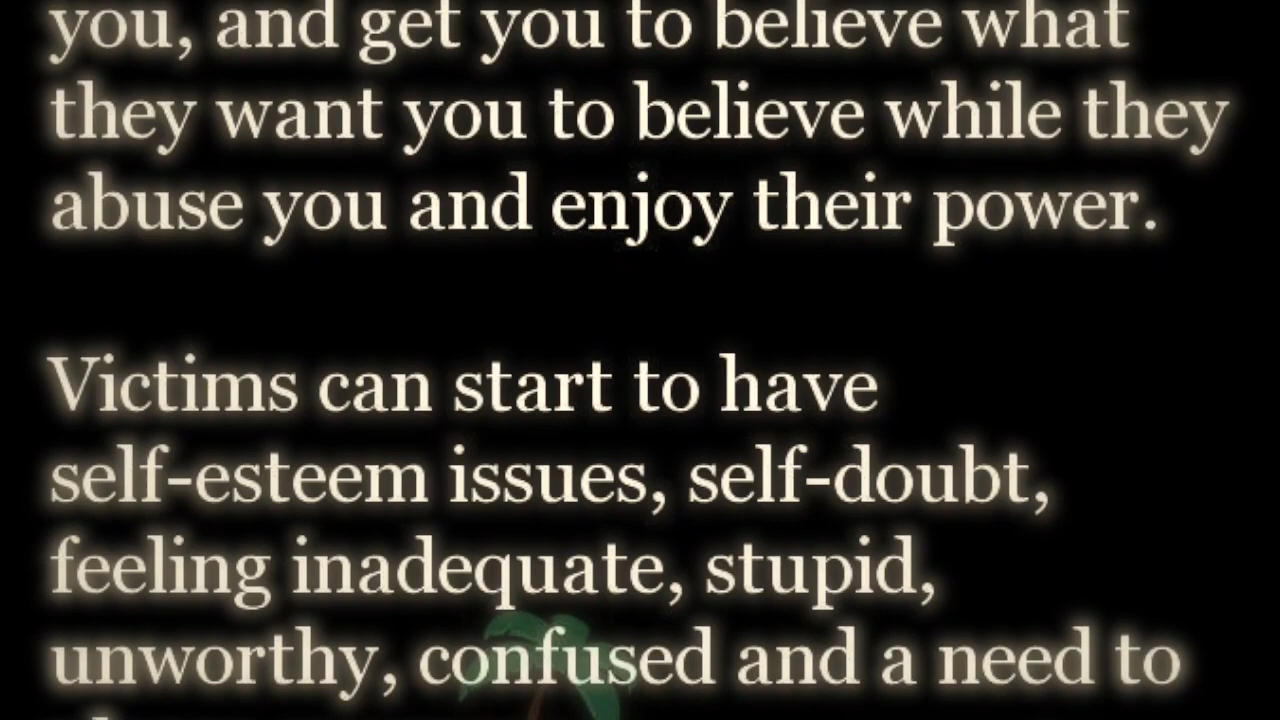 you, and get you to believe what
they want you to believe while they
abuse you and enjoy their power.
Victims can start to have
self-esteem issues, self-doubt,
feeling inadequate, stupid,
unworthy, confused and a need to